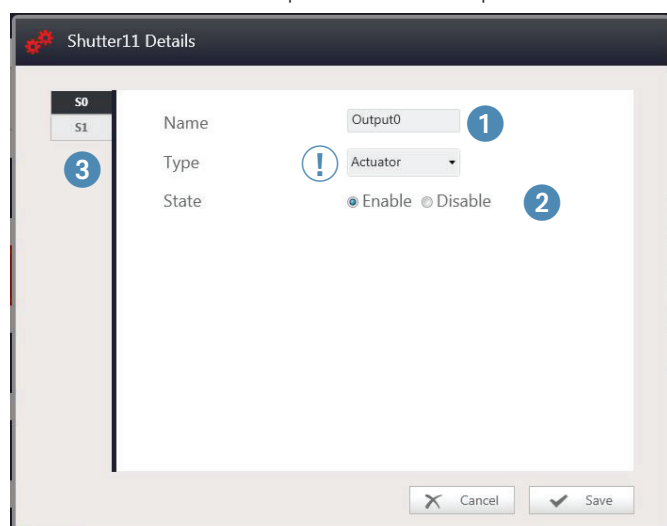 Shutter11 Details
S0
S1
3
Name
Output0
1
Type
!
Actuator
State
Enable
Disable
2
Cancel
Save